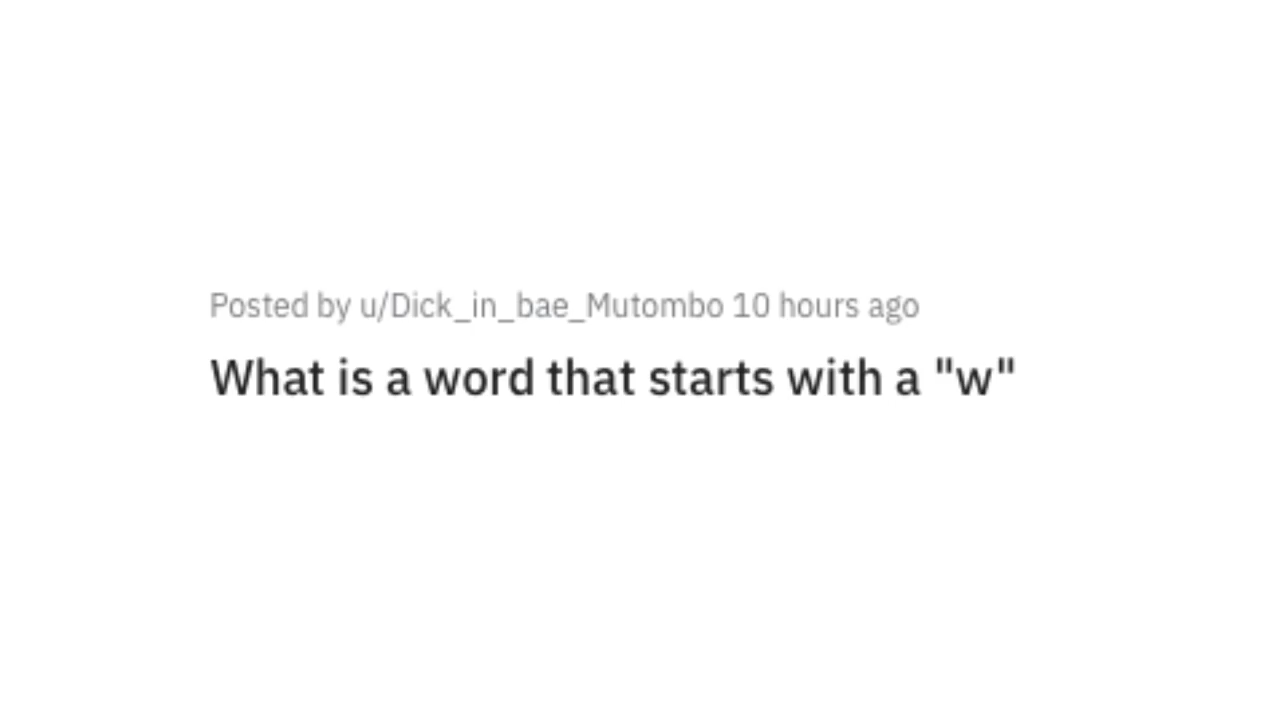 Posted by u/Dick_in_bae_Mutombo 10 hours ago
What is a word that starts with a "w"